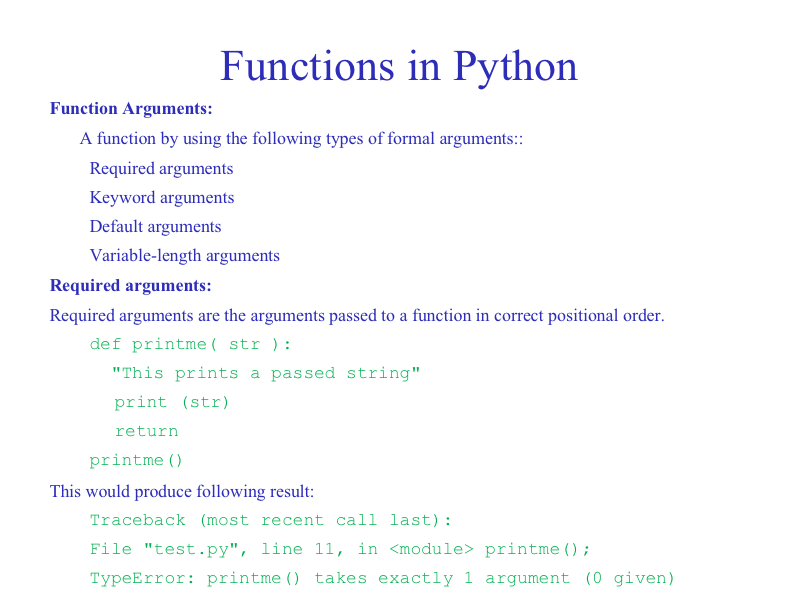 Functions in Python
Function Arguments:
A function by using the following types of formal arguments::
Required arguments
Keyword arguments
Default arguments
Variable-length arguments
Required arguments:
Required arguments are the arguments passed to a function in correct positional order.
def printme( str ):
"This prints a passed string"
print (str)
return
printme()
This would produce following result:
Traceback (most recent call last):
File "test.py", line 11, in <module> printme();
TypeError: printme() takes exactly 1 argument (0 given)